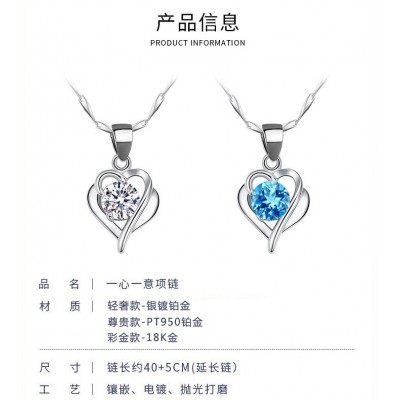 产品信息
PRODUCT INFORMATION
品 名 一心一意项链
材 质 轻奢款-银镀铂金
尊贵款-PT950铂金
彩金款-18K金
尺 寸 链长约40+5CM(延长链)
工 艺 镶嵌、电镀、抛光打磨